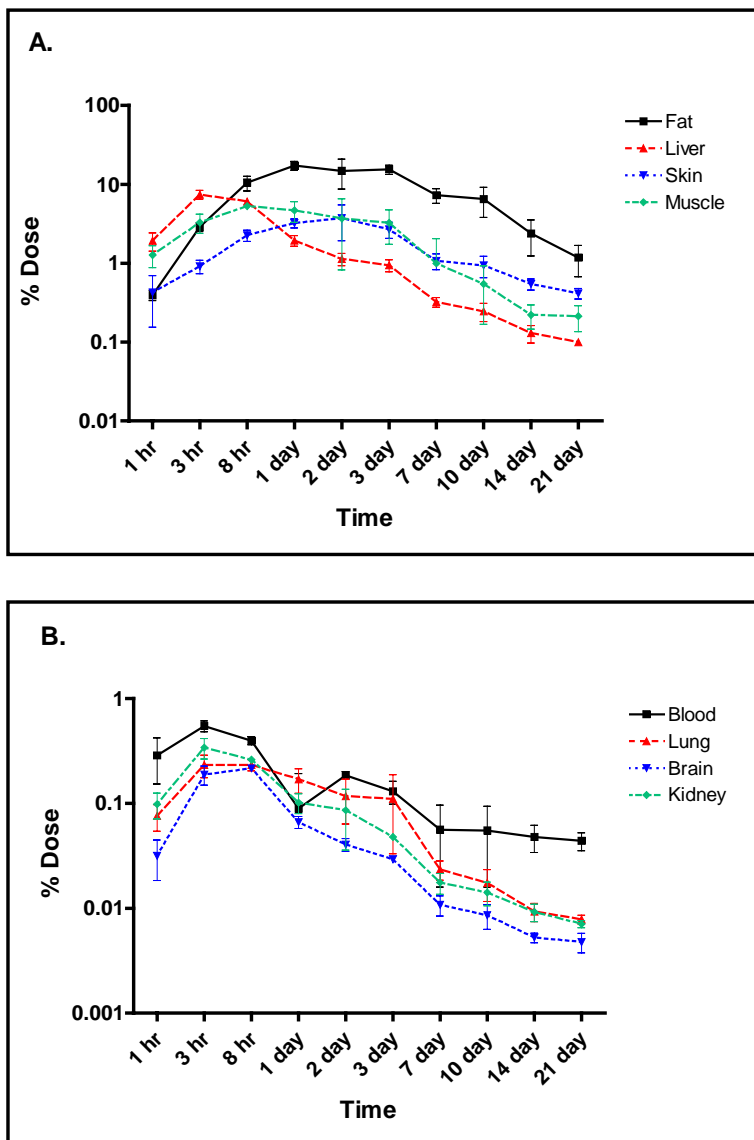 A.
100
10
1
0.1
0.01
% Dose
Fat
Liver
Skin
Muscle
1 hr
3 hr
8 hr
1 day
2 day
3 day
7 day
10 day
14 day
21 day
Time
B.
1
0.1
0.01
0.001
% Dose
Blood
Lung
Brain
Kidney
1 hr
3 hr
8 hr
1 day
2 day
3 day
7 day
10 day
14 day
21 day
Time